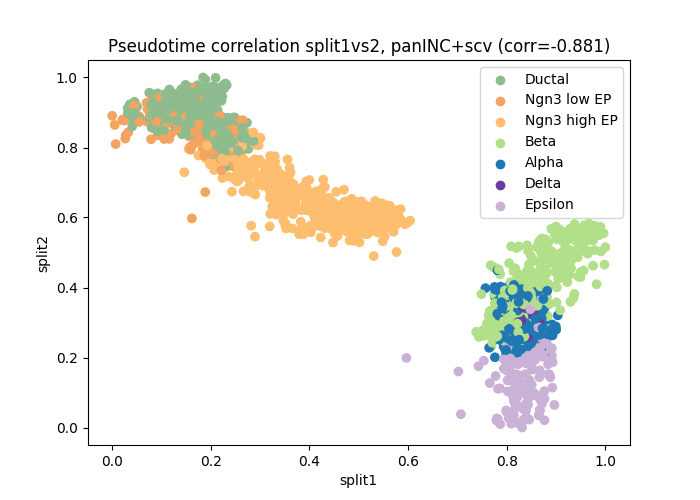 Pseudotime correlation split1vs2, panINC+scv (corr=-0.881)
Ductal
Ngn3 low EP
Ngn3 high EP
Beta
Alpha
Delta
Epsilon
split2
1.0
0.8
0.6
0.4
0.2
0.0
0.0 0.2 0.4 0.6 0.8 1.0
split1